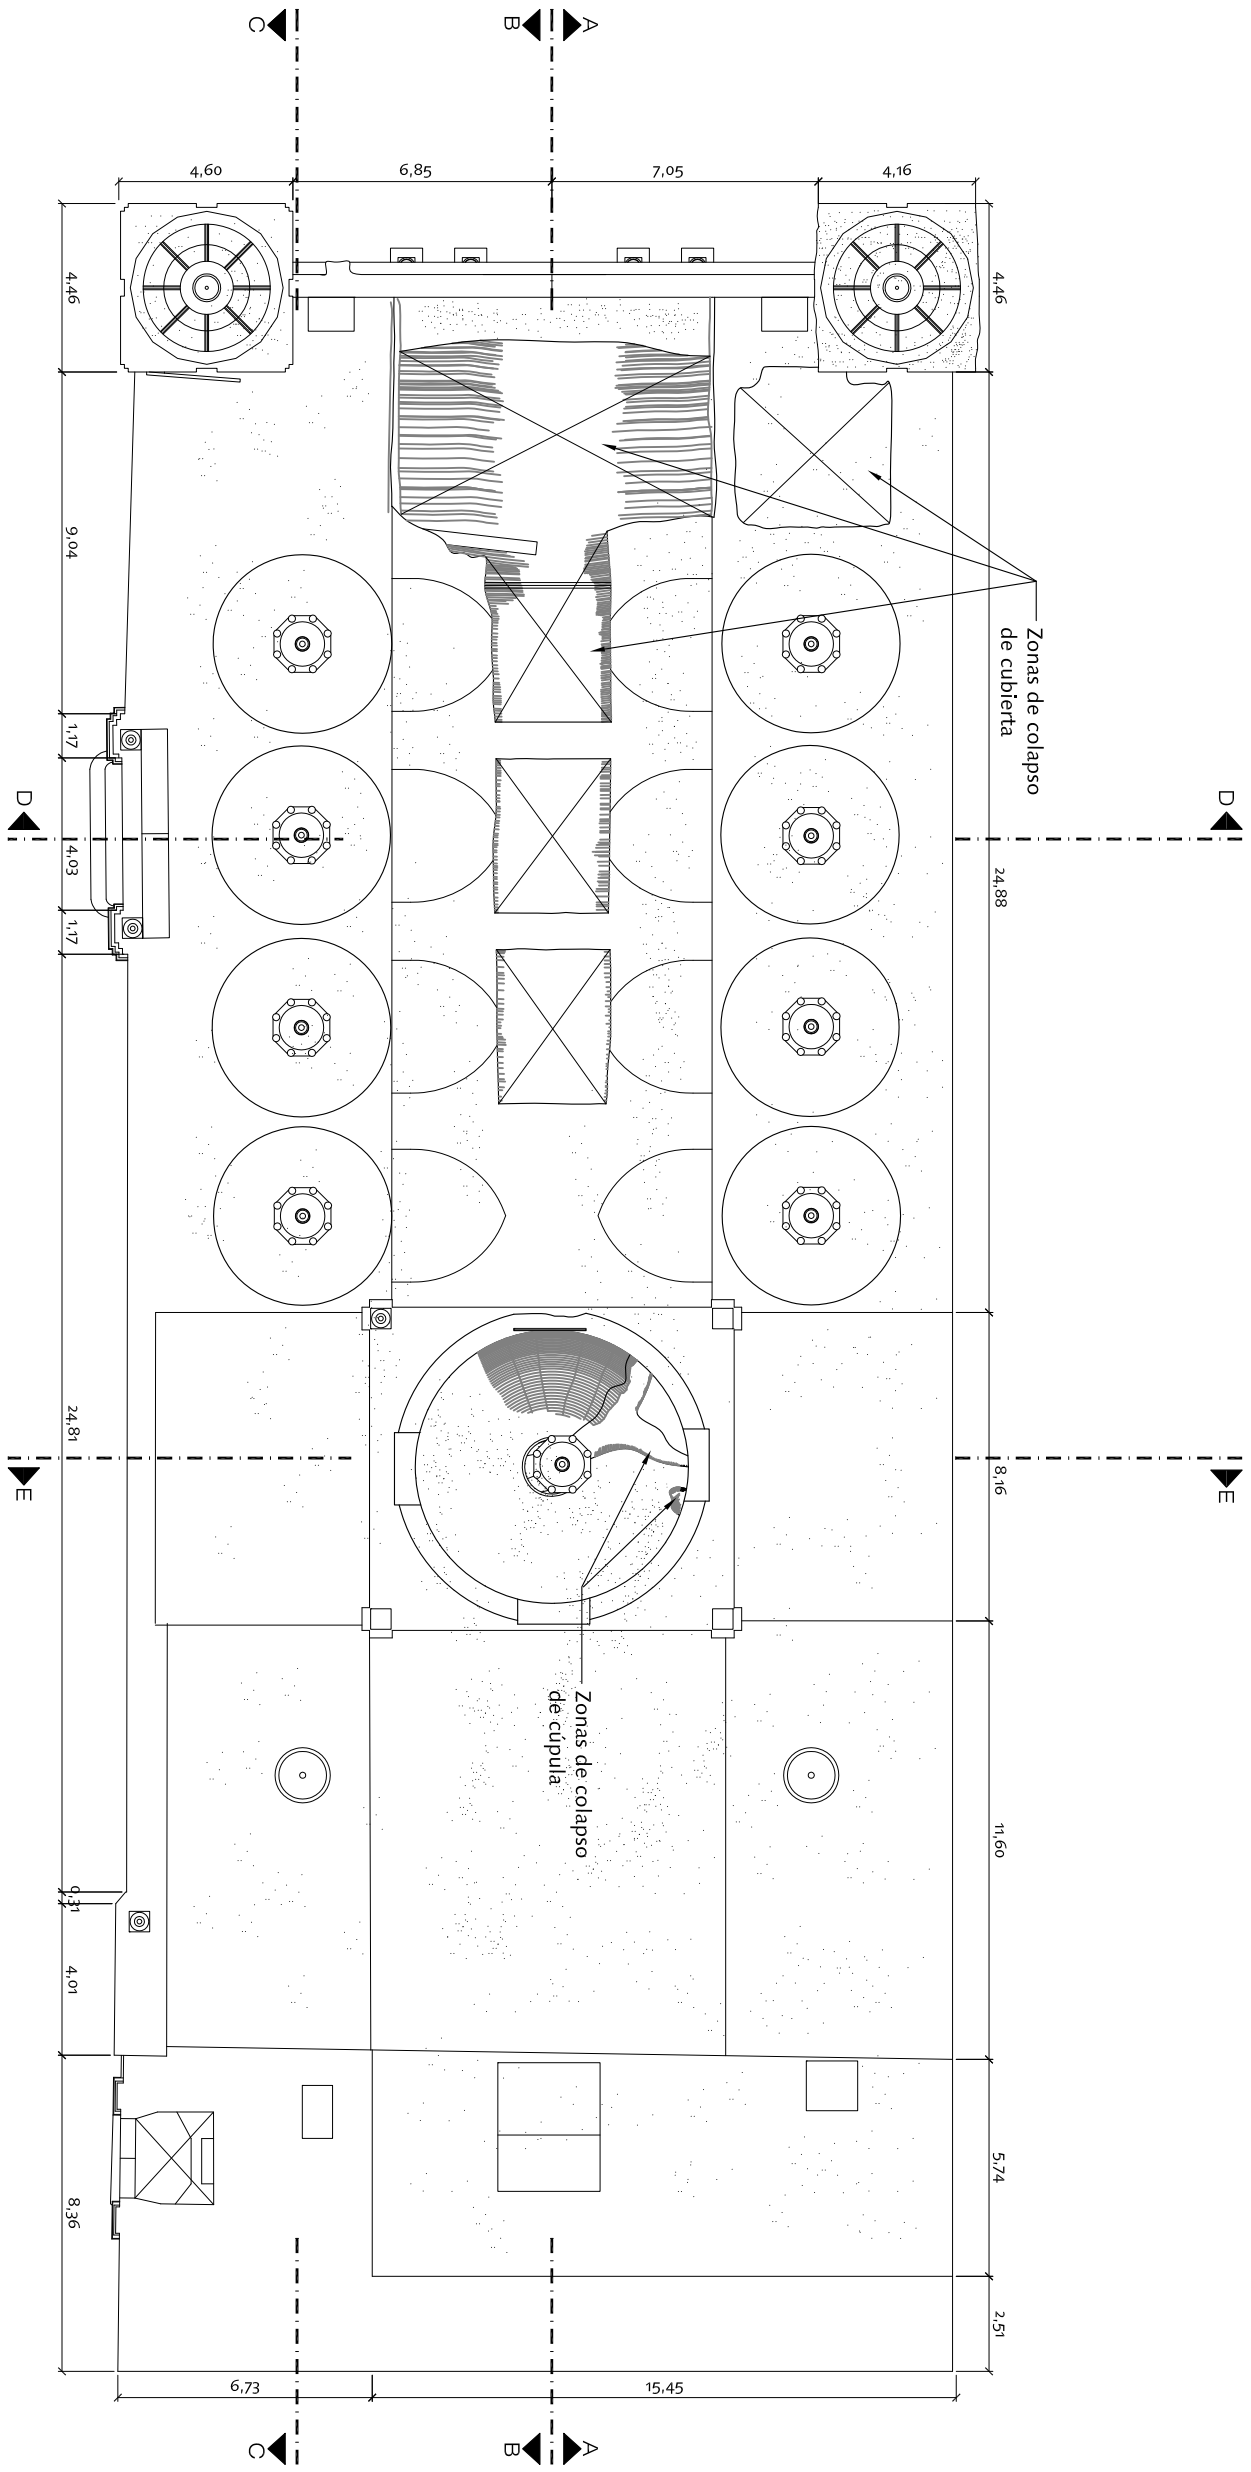 C
B
A
4,60
6,85
7,05
4,16
4,46
4,46
9,04
Zonas de colapso
de cubierta
1,17
D
D
4,03
24,88
1,17
24,81
8,16
E
E
Zonas de colapso
de cúpula
11,60
0,31
4,01
5,74
8,36
2,51
6,73
15,45
C
B
A